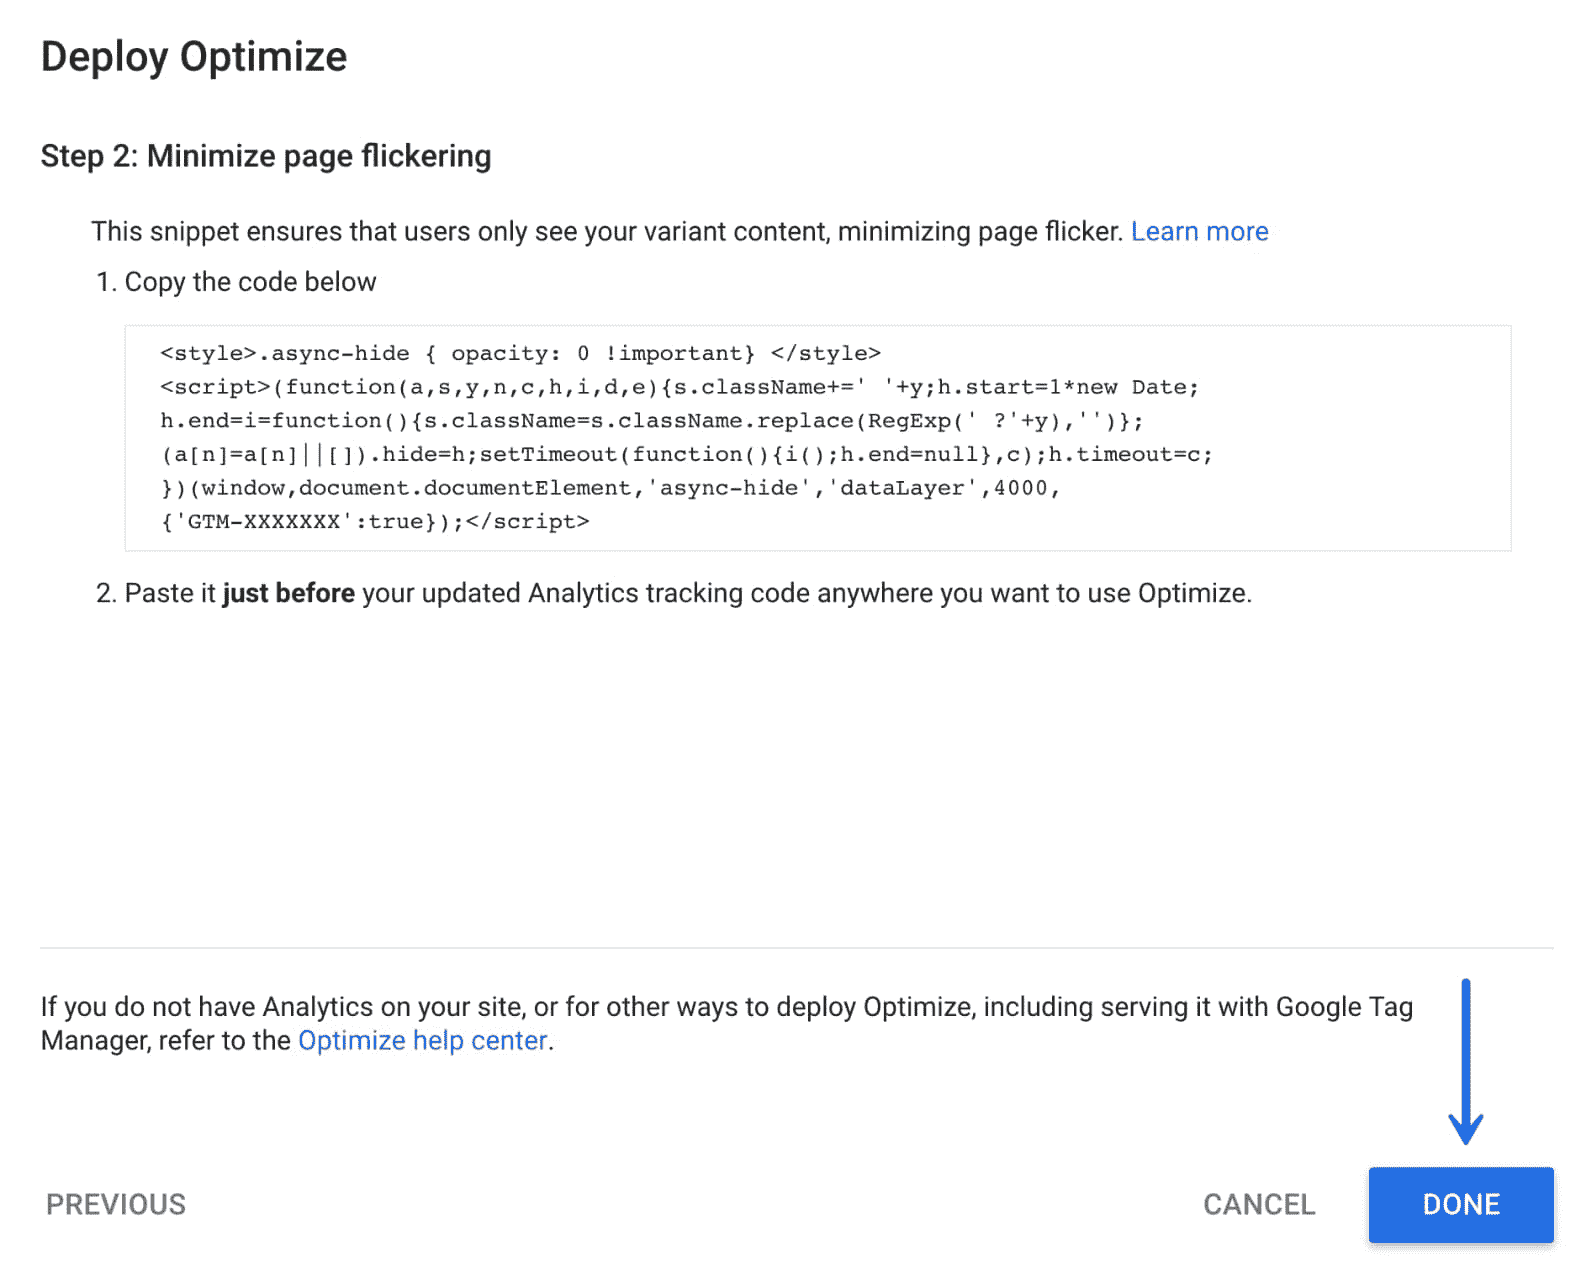 Deploy Optimize
Step 2: Minimize page flickering
This snippet ensures that users only see your variant content, minimizing page flicker. Learn more
1. Copy the code below
<style>.async-hide { opacity: 0 !important} </style>
<script>(function(a,s,y,n,c,h,i,d,e){s.className+=' '+y;h.start=1*new Date;
h.end=i=function(){s.className=s.className.replace(RegExp(' ?'+y),'')};
(a[n]=a[n]||[]).hide=h;setTimeout(function(){i();h.end=null},c);h.timeout=c;
})(window,document.documentElement,'async-hide','dataLayer',4000,
{'GTM-XXXXXXX':true});</script>
2. Paste it just before your updated Analytics tracking code anywhere you want to use Optimize.
If you do not have Analytics on your site, or for other ways to deploy Optimize, including serving it with Google Tag
Manager, refer to the Optimize help center.
PREVIOUS CANCEL DONE